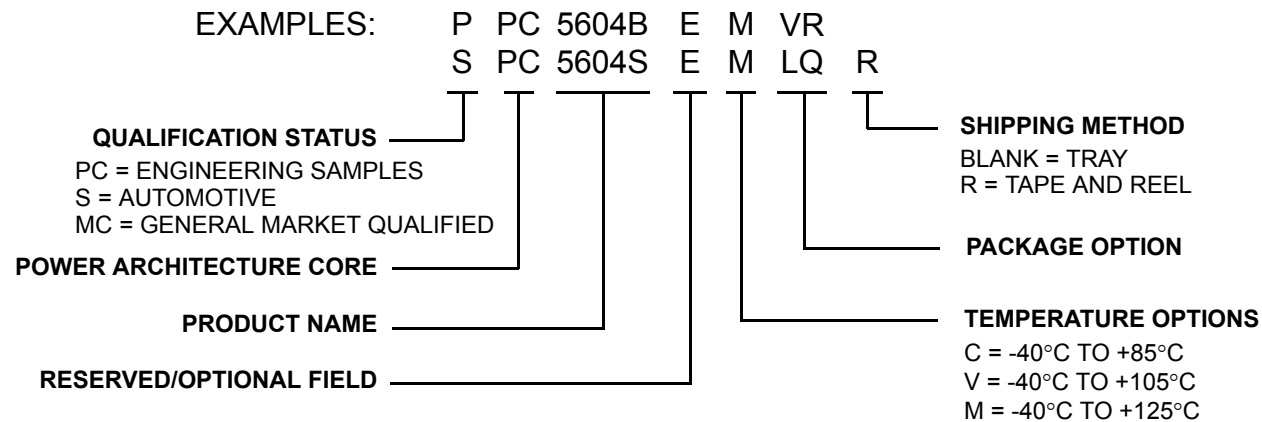 EXAMPLES: P PC 5604B E M VR
S PC 5604S E M LQ R
QUALIFICATION STATUS
PC = ENGINEERING SAMPLES
S = AUTOMOTIVE
MC = GENERAL MARKET QUALIFIED
POWER ARCHITECTURE CORE
PRODUCT NAME
RESERVED/OPTIONAL FIELD
SHIPPING METHOD
BLANK = TRAY
R = TAPE AND REEL
PACKAGE OPTION
TEMPERATURE OPTIONS
C = -40°C TO +85°C
V = -40°C TO +105°C
M = -40°C TO +125°C